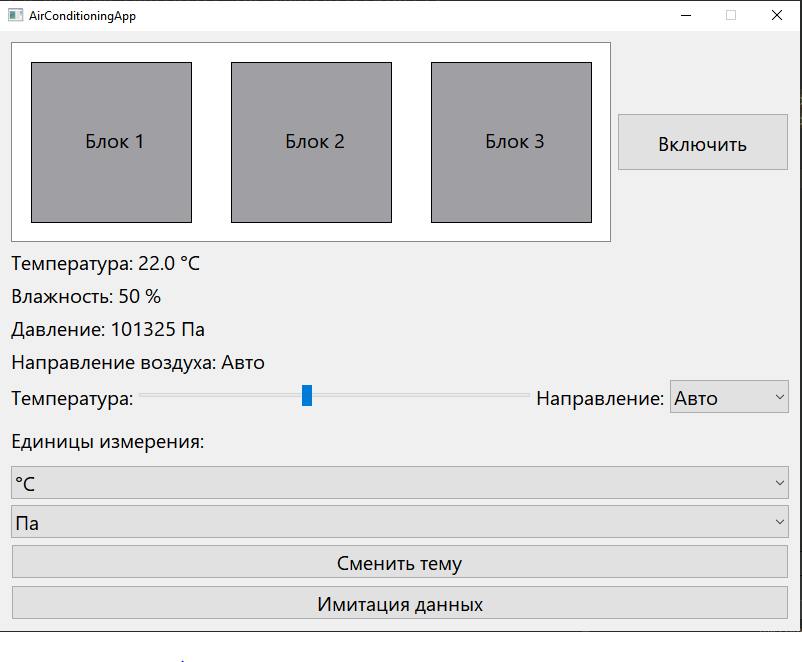 AirConditioningApp
Блок 1 Блок 2 Блок 3 Включить
Температура: 22.0 °C
Влажность: 50 %
Давление: 101325 Па
Направление воздуха: Авто
Температура: Направление: Авто
Единицы измерения:
°C
Па
Сменить тему
Имитация данных